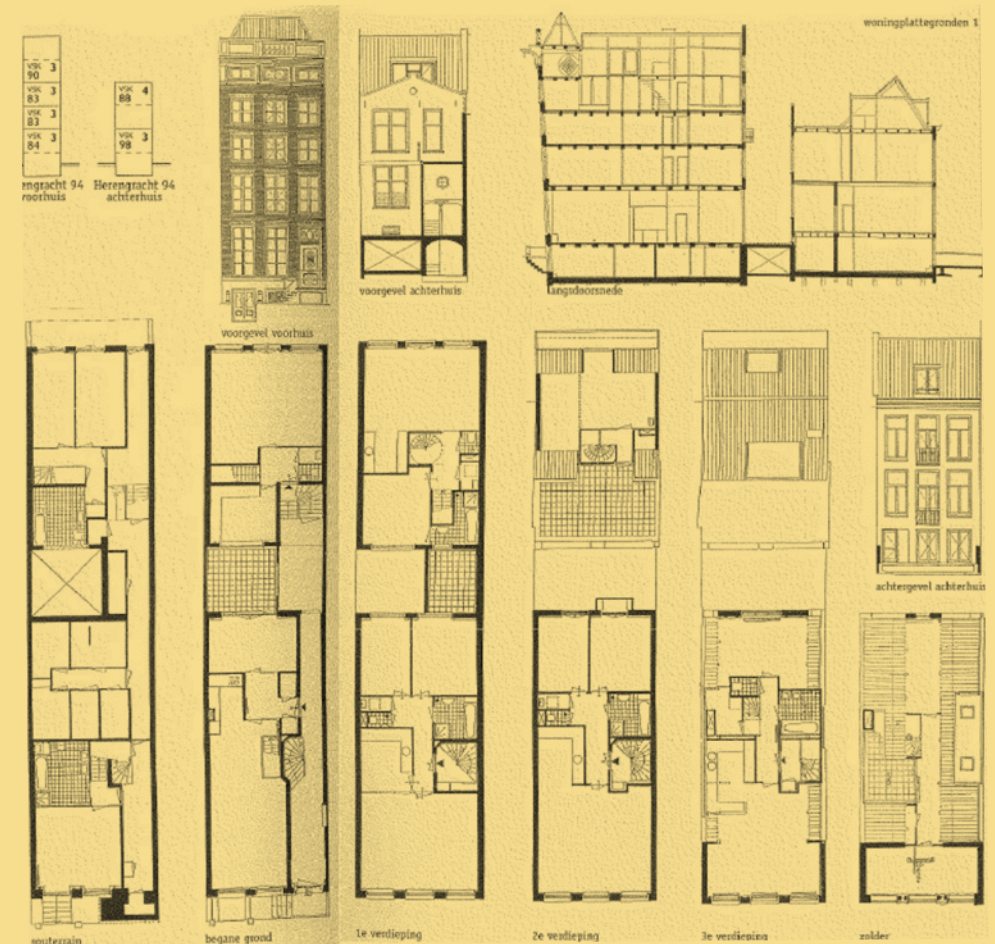 woningplattegronden 1
VSK 3
90
VSK 3
83
VSK 3
83
VSK 3
84
VSK 4
88
VSK 3
98
engracht 94
voorhuis
Herengracht 94
achterhuis
voorgevel achterhuis
langsdoorsnede
voorgevel voorhuis
achtergevel achterhuis
souterrain
begane grond
1e verdieping
2e verdieping
3e verdieping
zolder